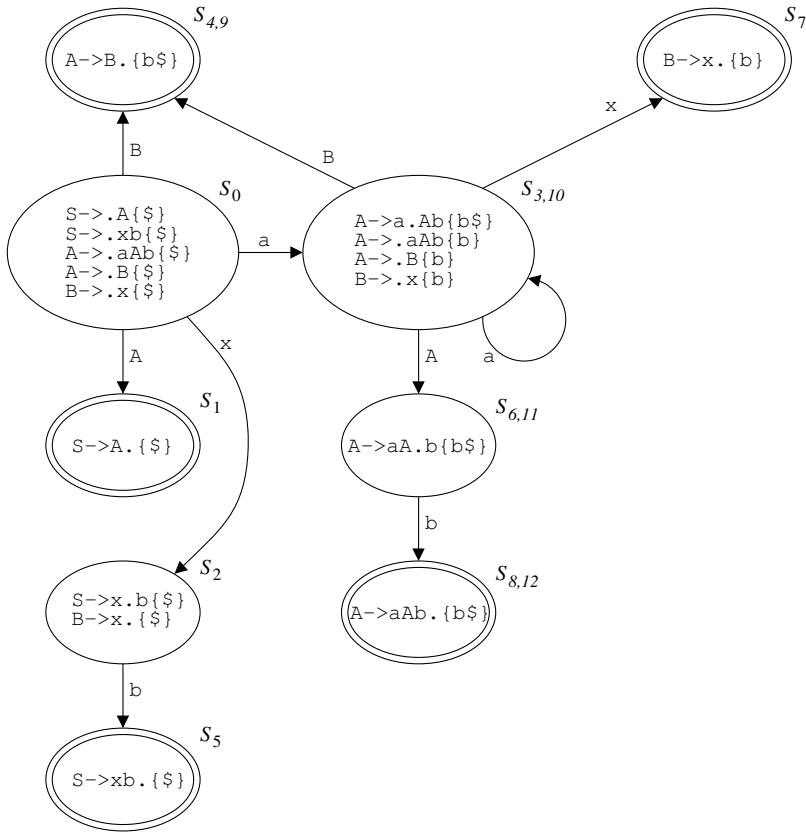 S4,9
A->B.{b$}
S7
B->x.{b}
x
B
B
S0
S->.A{$}
S->.xb{$}
A->.aAb{$}
A->.B{$}
B->.x{$}
a
S3,10
A->a.Ab{b$}
A->.aAb{b}
A->.B{b}
B->.x{b}
a
A
x
A
S1
S->A.{$}
S6,11
A->aA.b{b$}
b
S2
S->x.b{$}
B->x.{$}
S8,12
A->aAb.{b$}
b
S5
S->xb.{$}